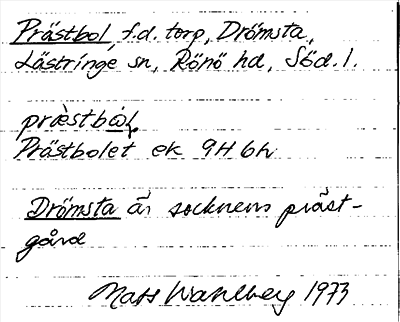 Prästbol, f.d. torp, Drömsta,
Lästringe sn, Rönö hd, Söd. l.
præstbål
Prästbolet ek 9H 6h
Drömsta är socknens präst-
gård
Mats Wahlberg 1973